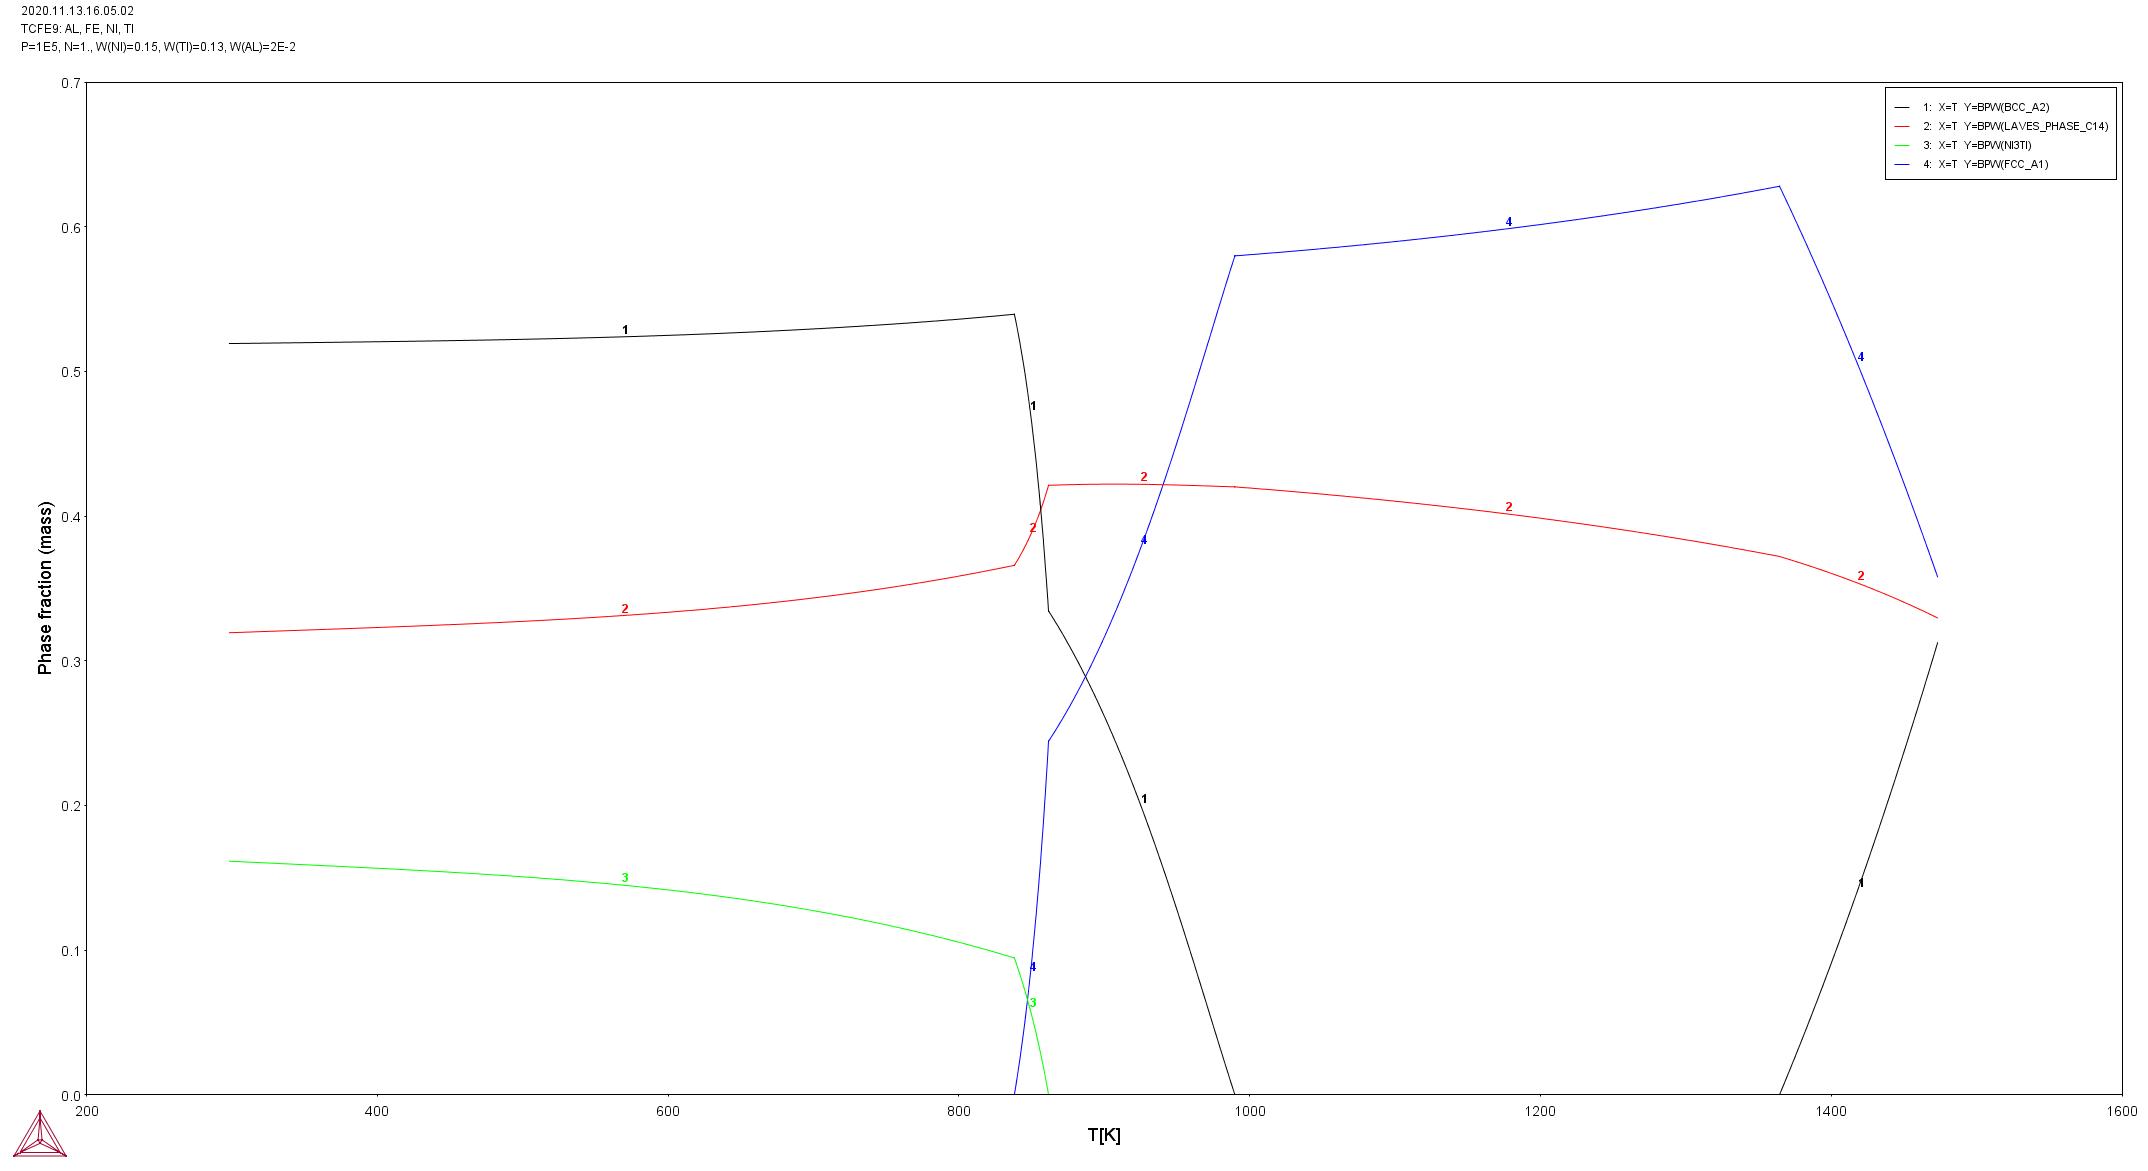 2020.11.13.16.05.02
TCFE9: AL, FE, NI, TI
P=1E5, N=1., W(NI)=0.15, W(TI)=0.13, W(AL)=2E-2
1: X=T Y=BPW(BCC_A2)
2: X=T Y=BPW(LAVES_PHASE_C14)
3: X=T Y=BPW(NI3TI)
4: X=T Y=BPW(FCC_A1)
Phase fraction (mass)
0.7
0.6
0.5
0.4
0.3
0.2
0.1
0.0
4
1
4
1
2
4
2
2
2
2
4
1
3
1
4
3
200 400 600 800 1000 1200 1400 1600
T[K]